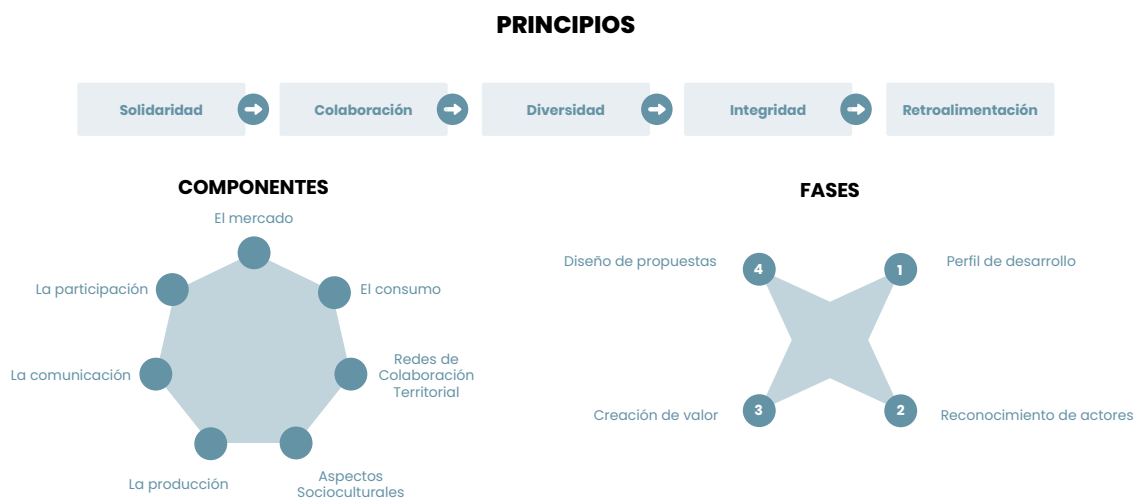 PRINCIPIOS
Solidaridad
Colaboración
Diversidad
Integridad
Retroalimentación
COMPONENTES
El mercado
El consumo
Redes de
Colaboración
Territorial
Aspectos
Socioculturales
La producción
La comunicación
La participación
FASES
1
Perfil de desarrollo
2
Reconocimiento de actores
3
Creación de valor
4
Diseño de propuestas